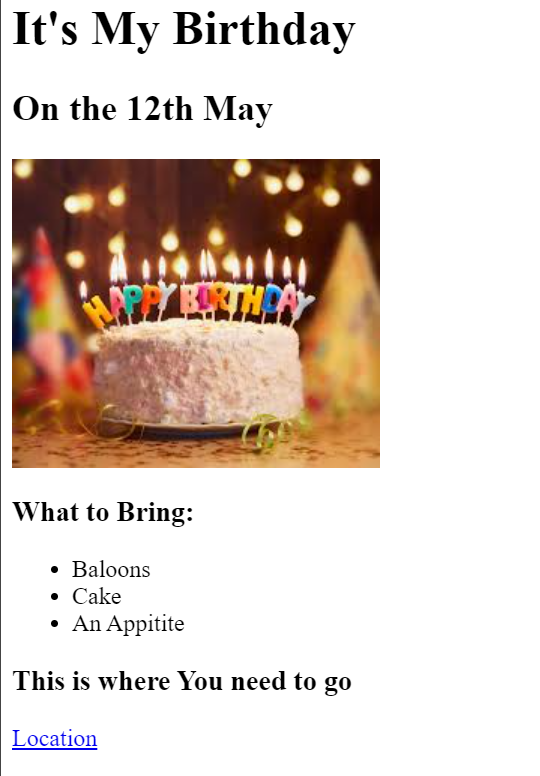 It's My Birthday
On the 12th May
HAPPY BIRTHDAY
What to Bring:
Baloons
Cake
An Appitite
This is where You need to go
Location